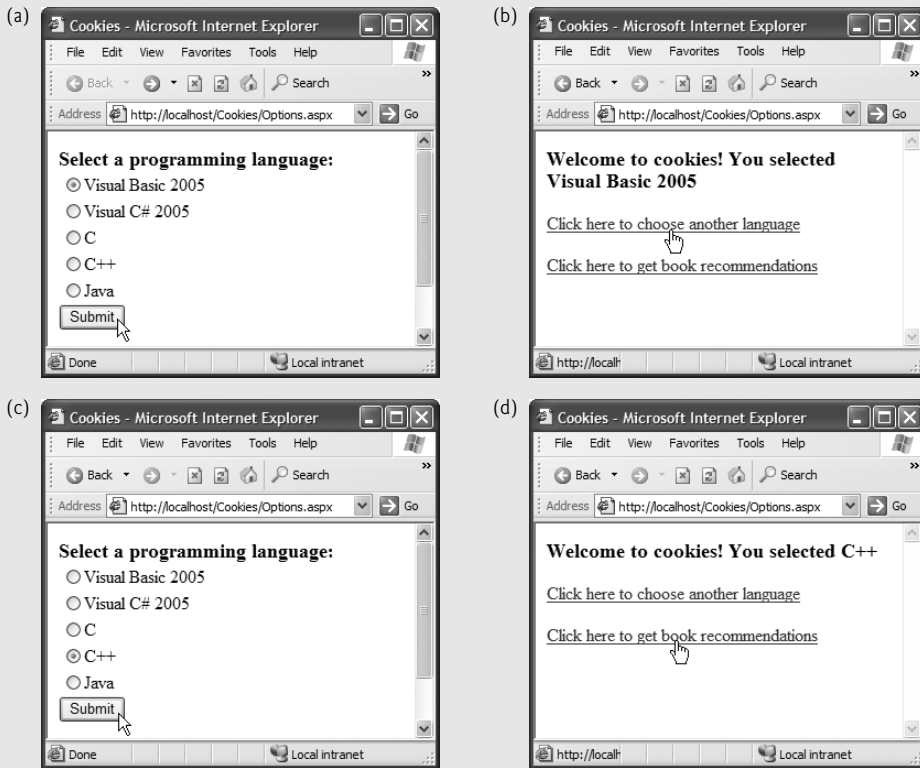 (a)
Cookies - Microsoft Internet Explorer
File Edit View Favorites Tools Help
Back Search »
Address http://localhost/Cookies/Options.aspx Go
Select a programming language:
Visual Basic 2005
Visual C# 2005
C
C++
Java
Submit
Done Local intranet
(b)
Cookies - Microsoft Internet Explorer
File Edit View Favorites Tools Help
Back Search »
Address http://localhost/Cookies/Options.aspx Go
Welcome to cookies! You selected
Visual Basic 2005
Click here to choose another language
Click here to get book recommendations
http://localh Local intranet
(c)
Cookies - Microsoft Internet Explorer
File Edit View Favorites Tools Help
Back Search »
Address http://localhost/Cookies/Options.aspx Go
Select a programming language:
Visual Basic 2005
Visual C# 2005
C
C++
Java
Submit
Done Local intranet
(d)
Cookies - Microsoft Internet Explorer
File Edit View Favorites Tools Help
Back Search »
Address http://localhost/Cookies/Options.aspx Go
Welcome to cookies! You selected C++
Click here to choose another language
Click here to get book recommendations
http://localh Local intranet